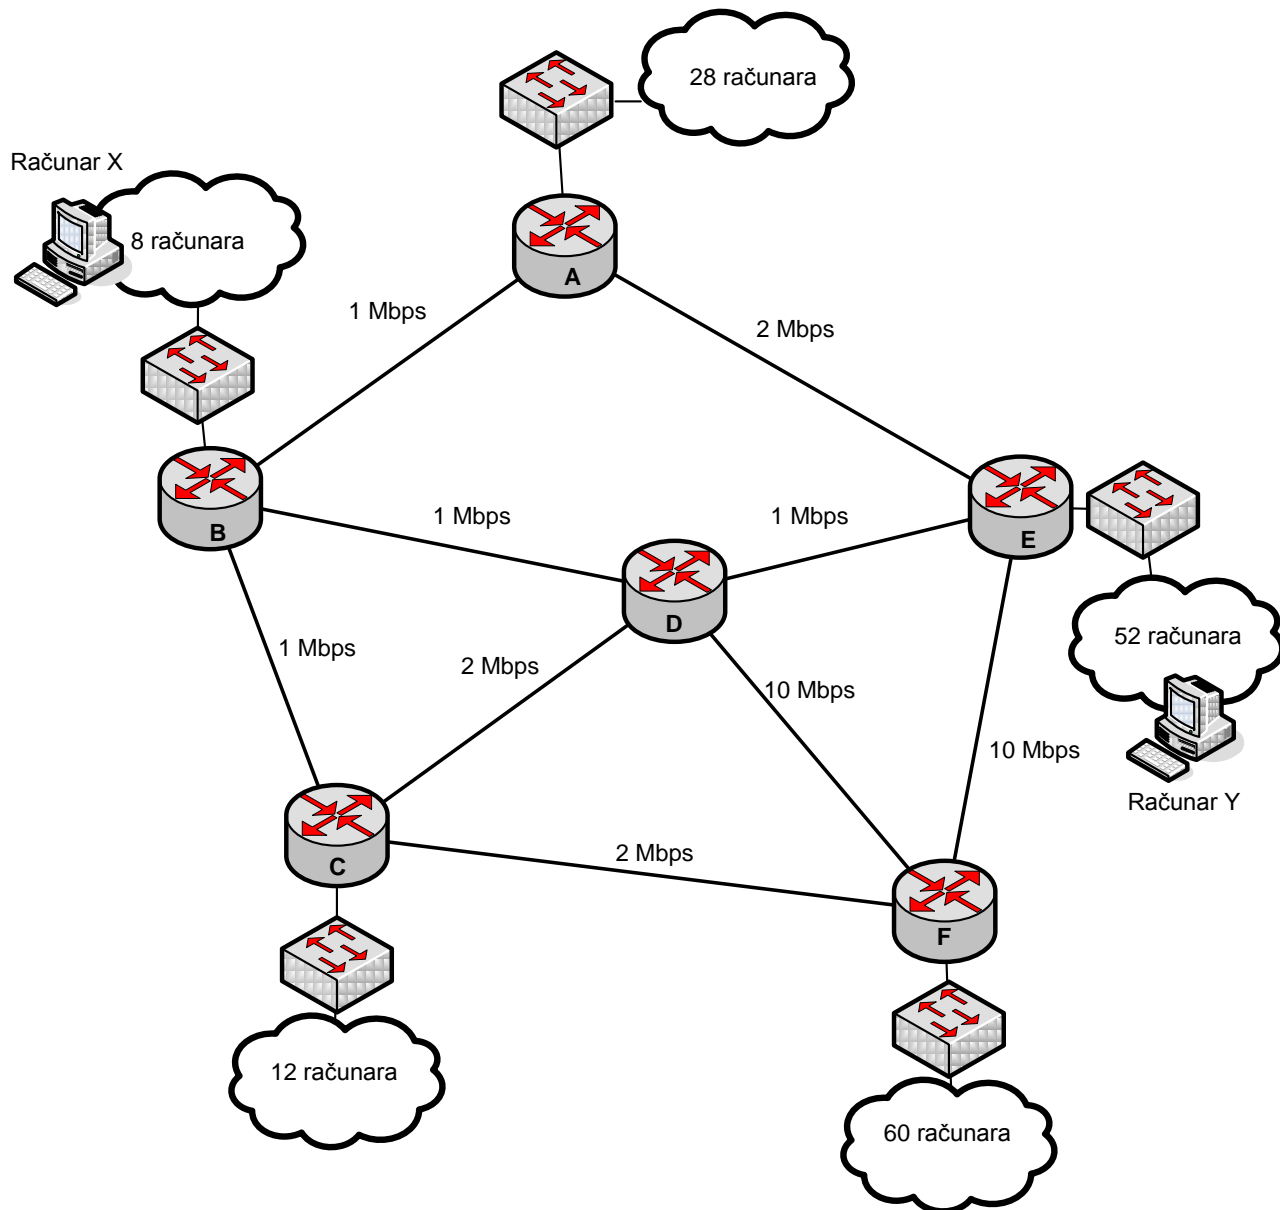 28 računara
Računar X
8 računara
A
1 Mbps
2 Mbps
B
1 Mbps
1 Mbps
E
D
52 računara
1 Mbps
2 Mbps
10 Mbps
10 Mbps
Računar Y
C
2 Mbps
F
12 računara
60 računara